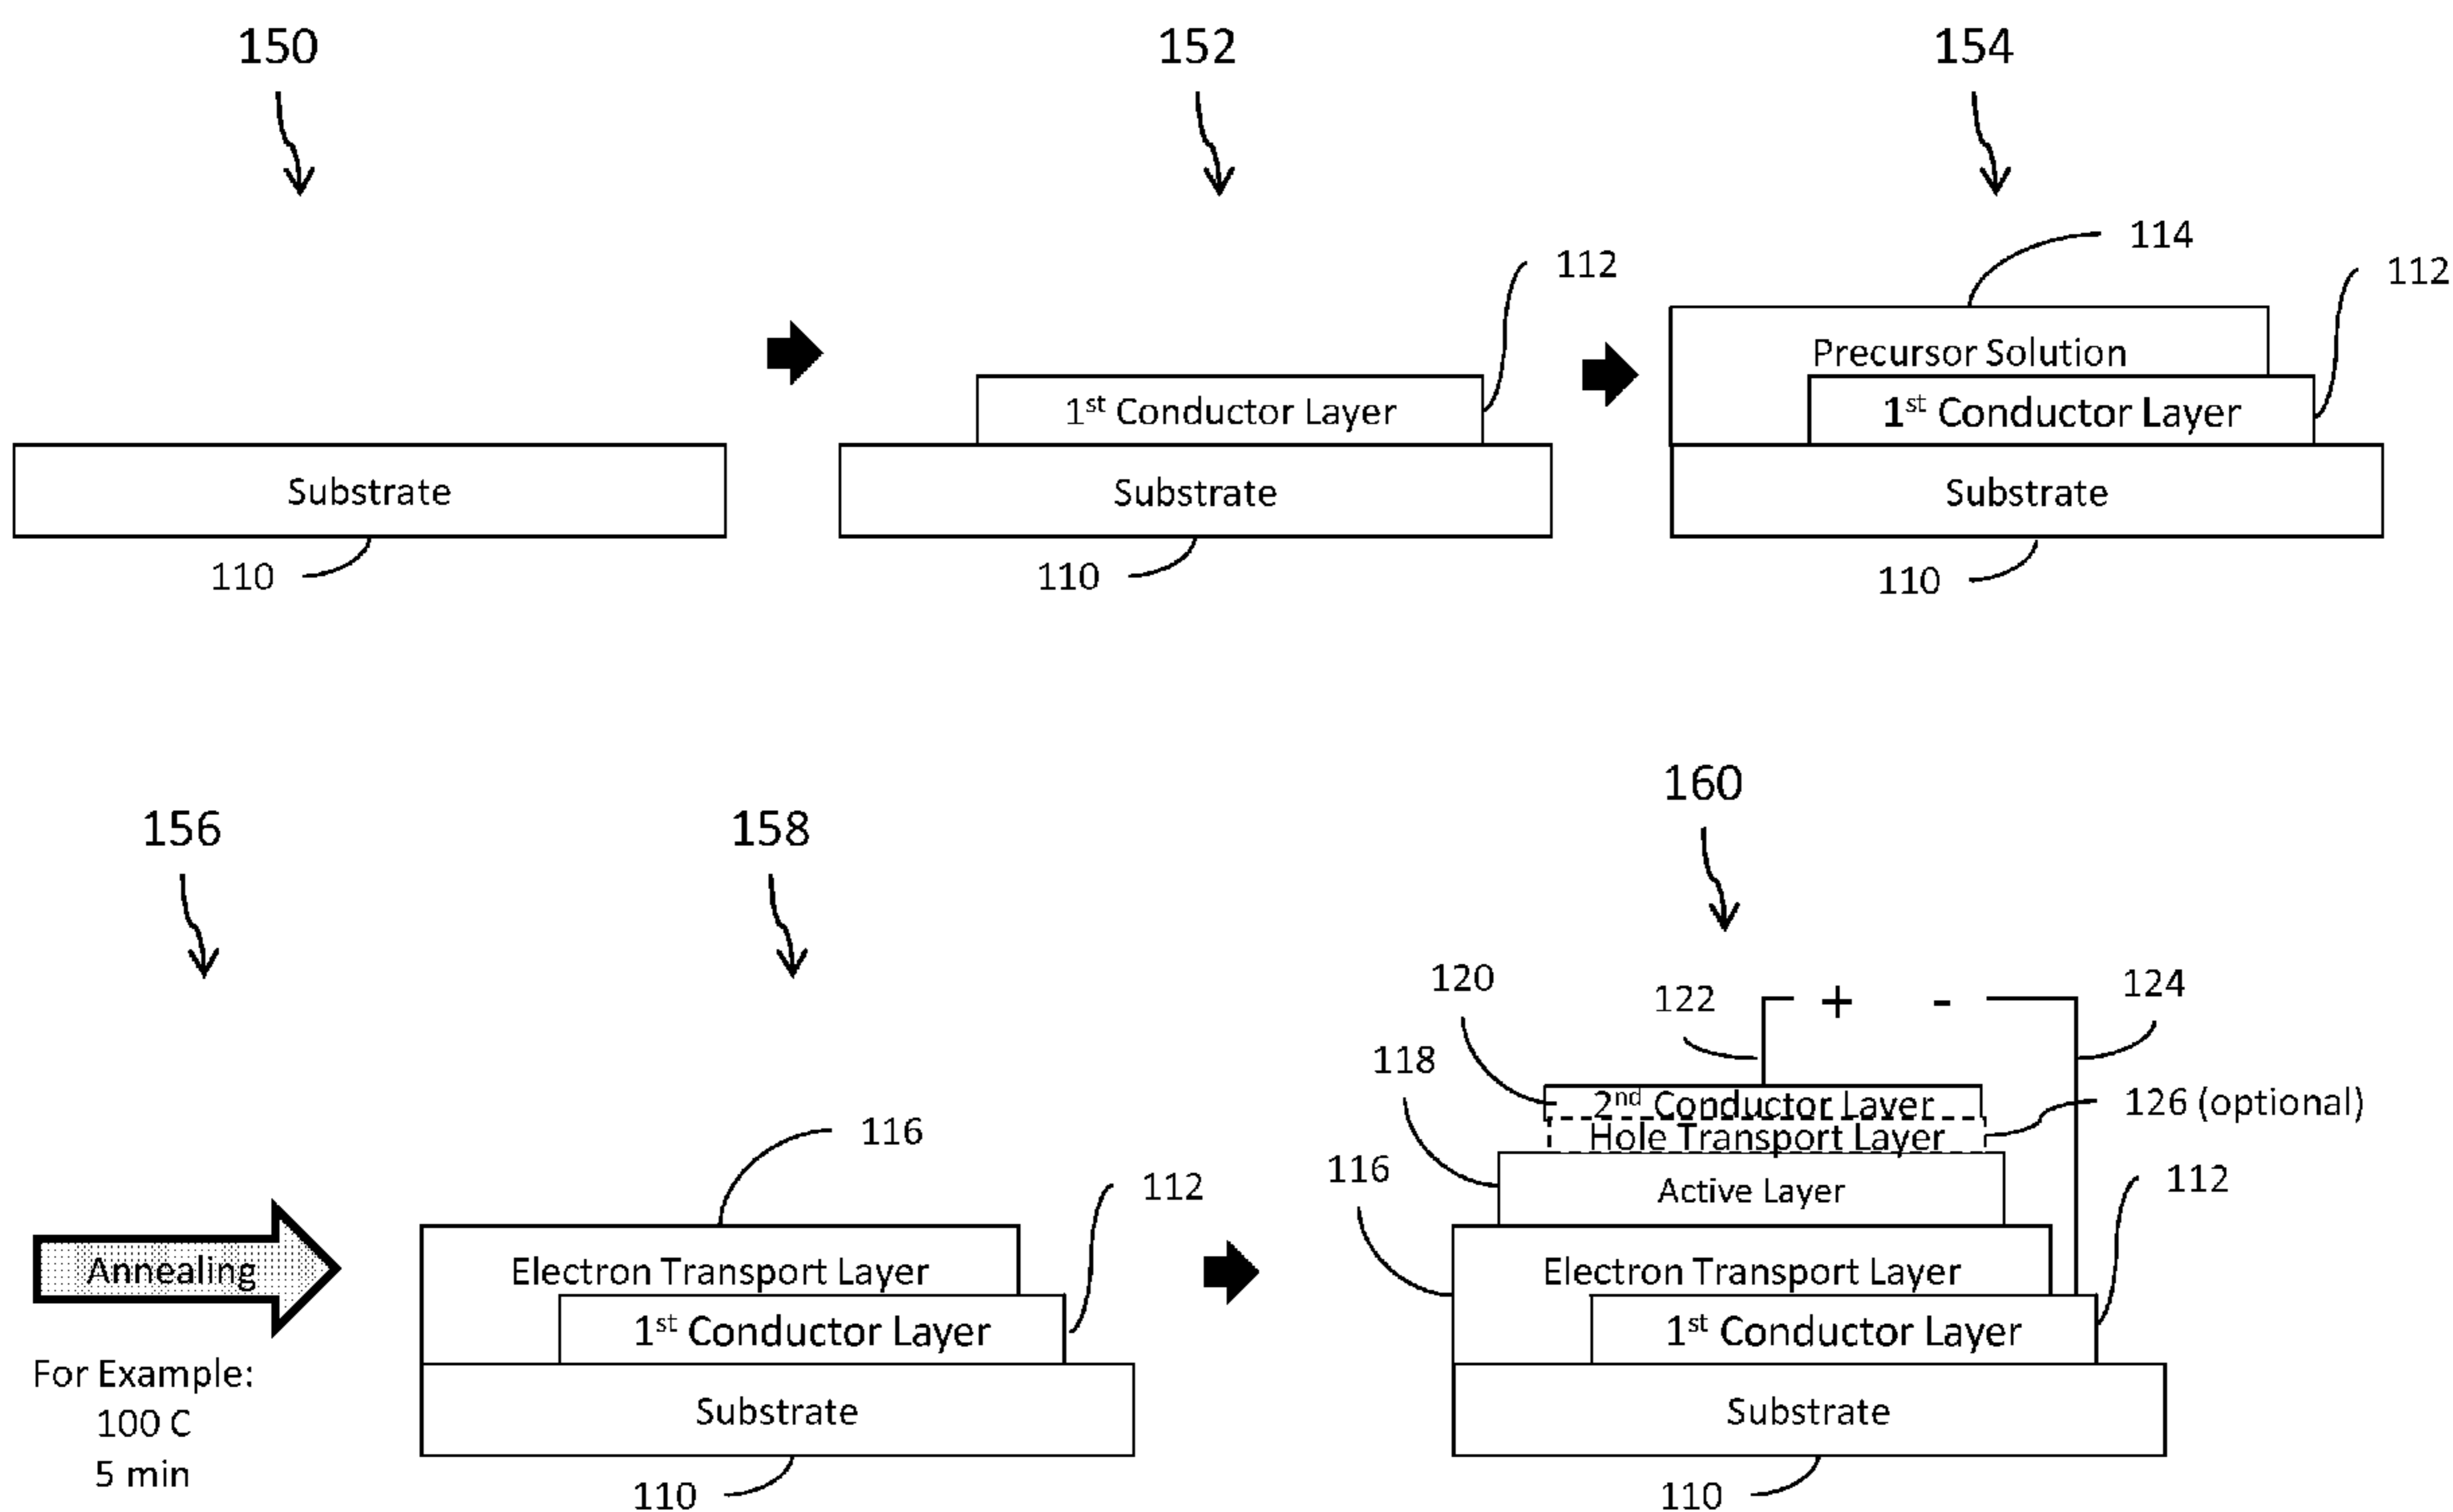 150
152
154
112
114
112
1st Conductor Layer
Precursor Solution
1st Conductor Layer
Substrate
Substrate
Substrate
110
110
110
156
158
160
120
122
+
-
124
118
2nd Conductor Layer
126 (optional)
Hole Transport Layer
116
112
116
Active Layer
112
Annealing
Electron Transport Layer
Electron Transport Layer
1st Conductor Layer
1st Conductor Layer
For Example:
100 C
5 min
Substrate
Substrate
110
110